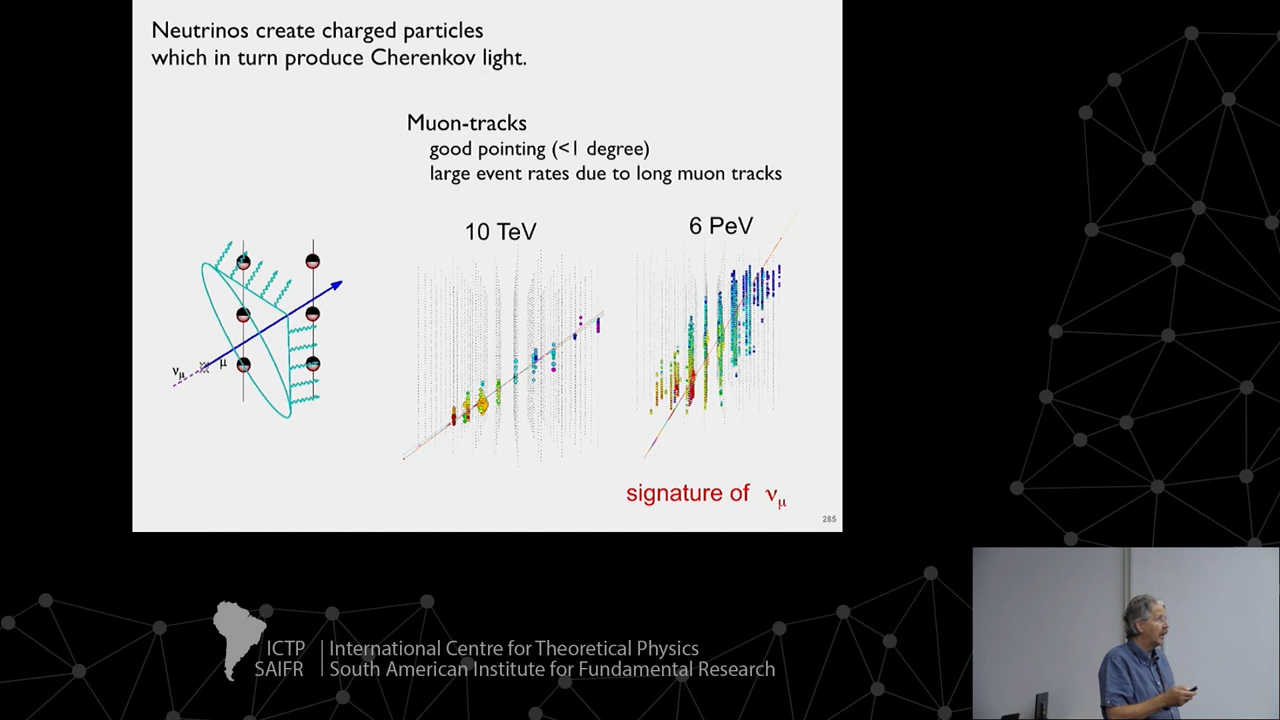 Neutrinos create charged particles
which in turn produce Cherenkov light.
Muon-tracks
good pointing (<1 degree)
large event rates due to long muon tracks
10 TeV
6 PeV
νμ
μ
signature of νμ
285
ICTP
SAIFR
International Centre for Theoretical Physics
South American Institute for Fundamental Research